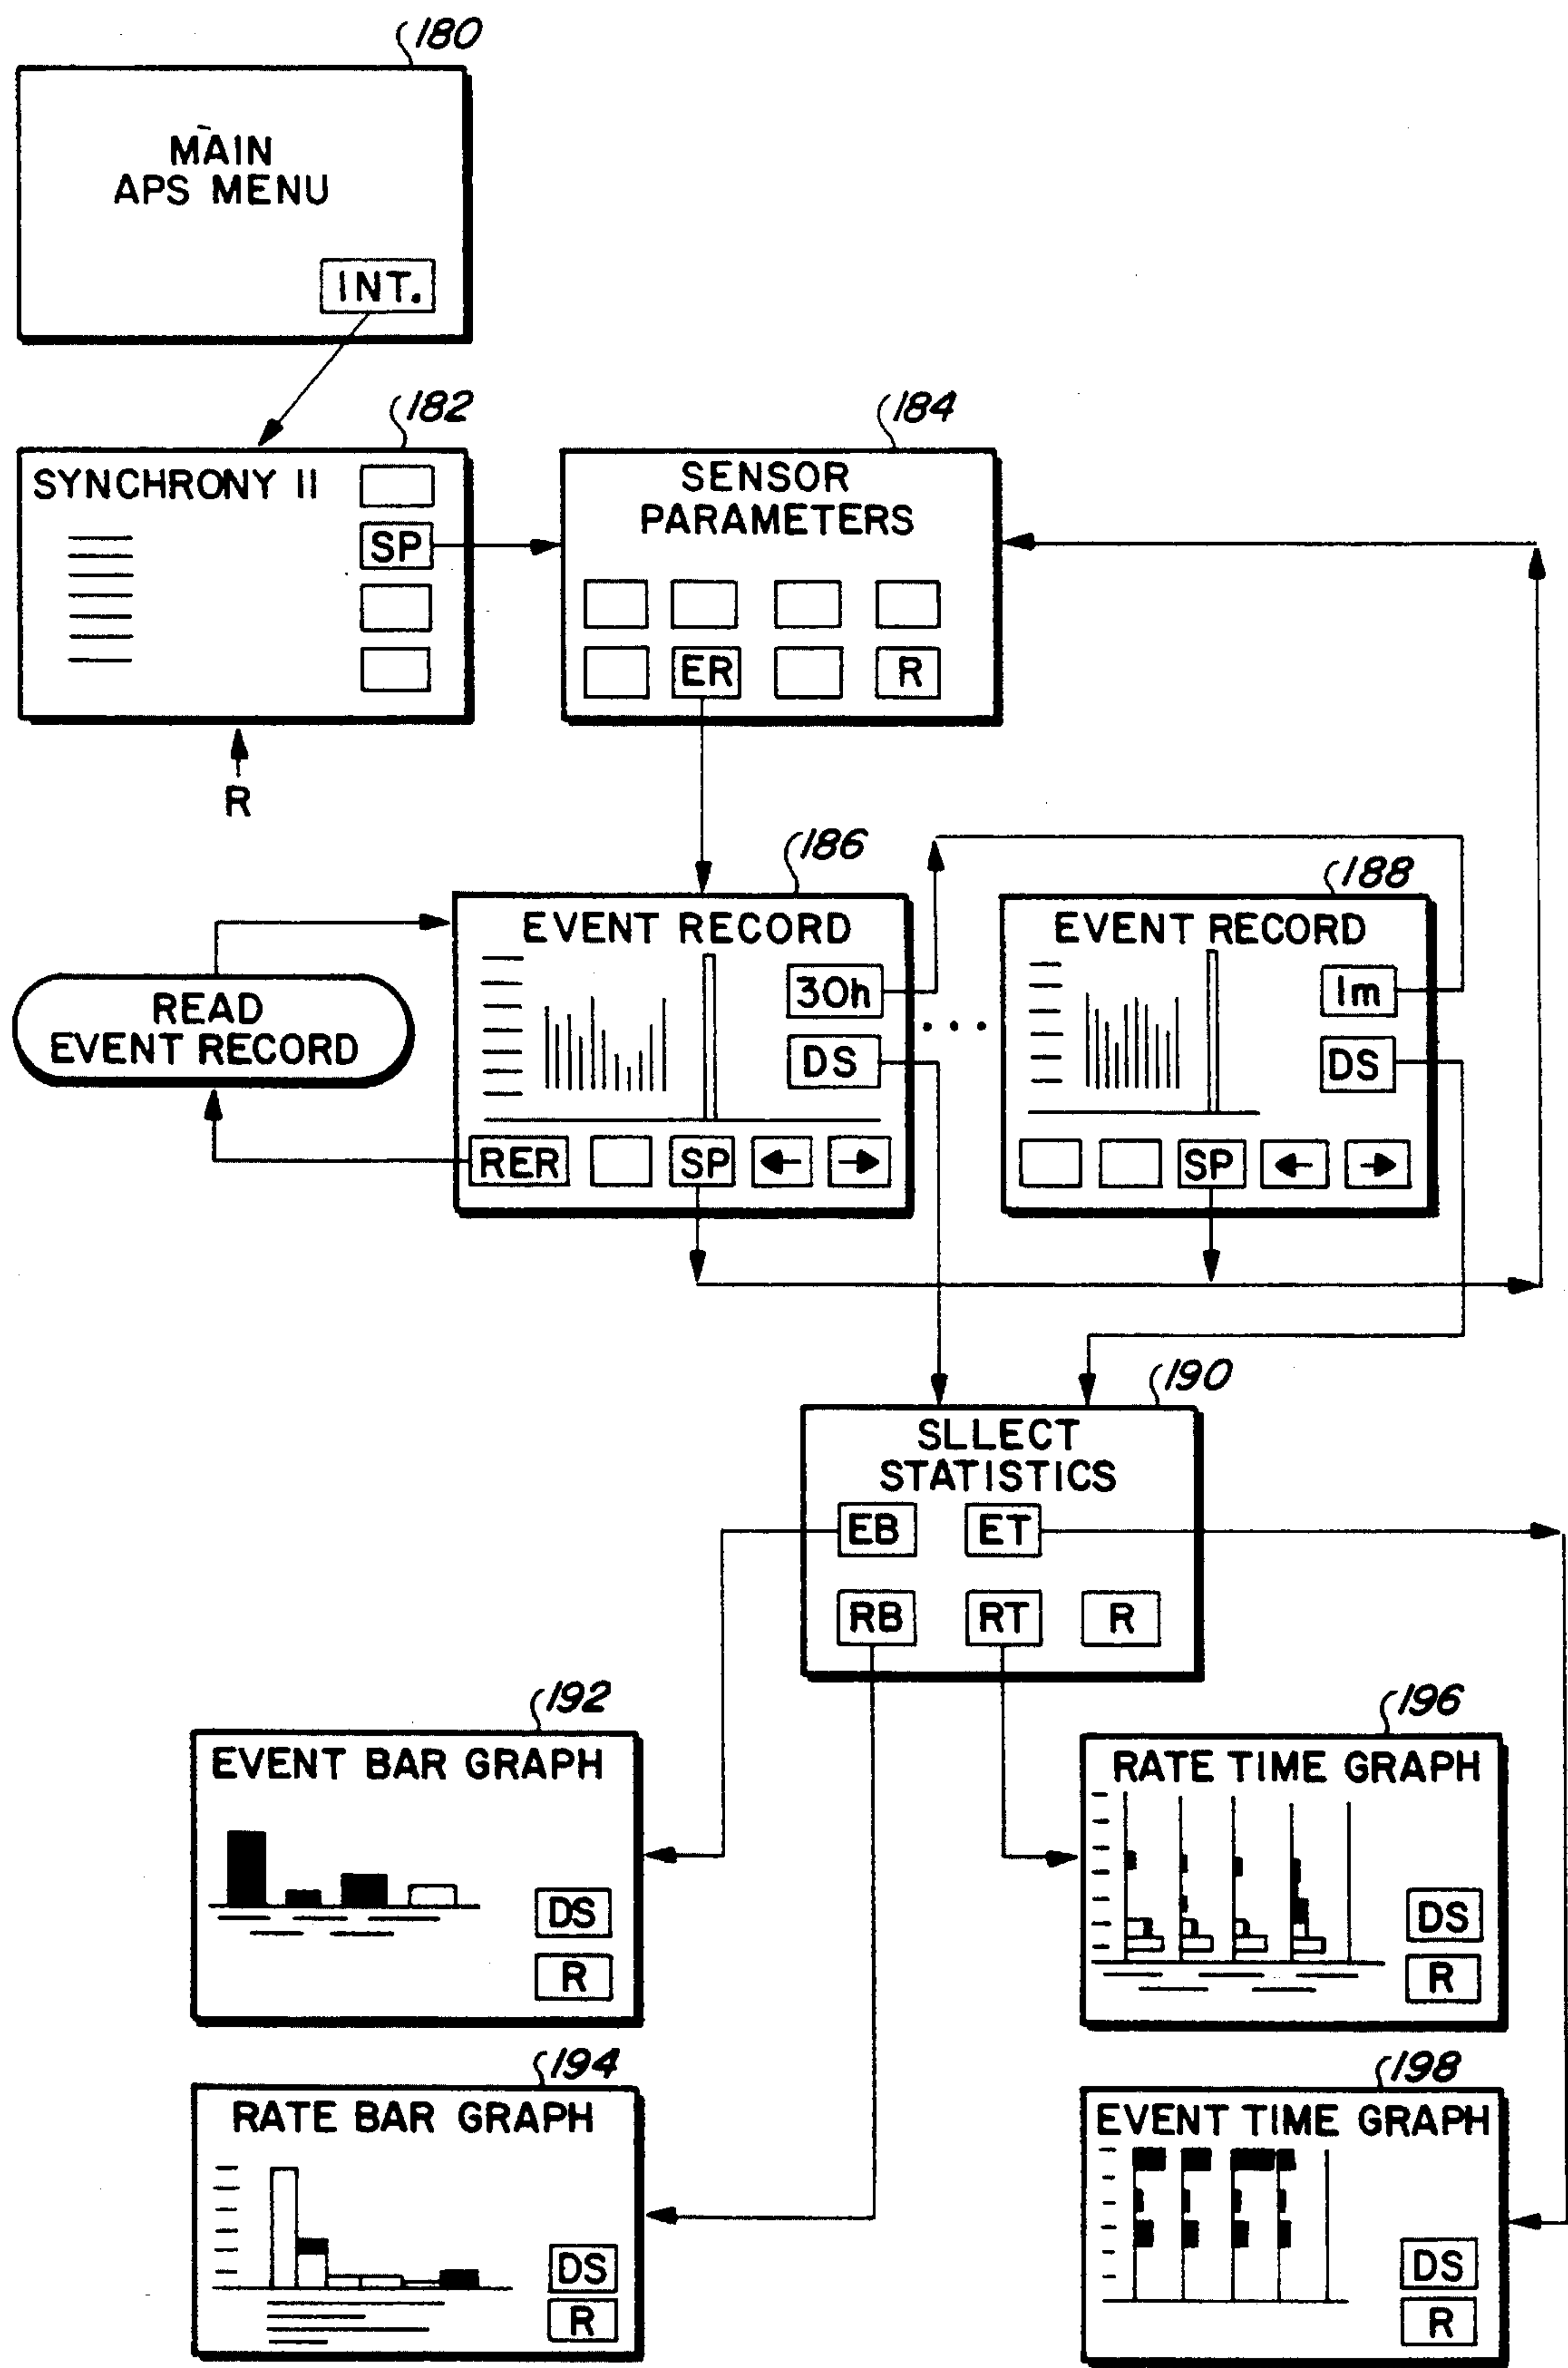 180
MAIN
APS MENU
INT.
182
SYNCHRONY II
SP
R
184
SENSOR
PARAMETERS
ER
R
186
EVENT RECORD
30h
DS
RER
SP
READ
EVENT RECORD
...
188
EVENT RECORD
1m
DS
SP
190
SLLECT
STATISTICS
EB
ET
RB
RT
R
192
EVENT BAR GRAPH
DS
R
196
RATE TIME GRAPH
DS
R
194
RATE BAR GRAPH
DS
R
198
EVENT TIME GRAPH
DS
R